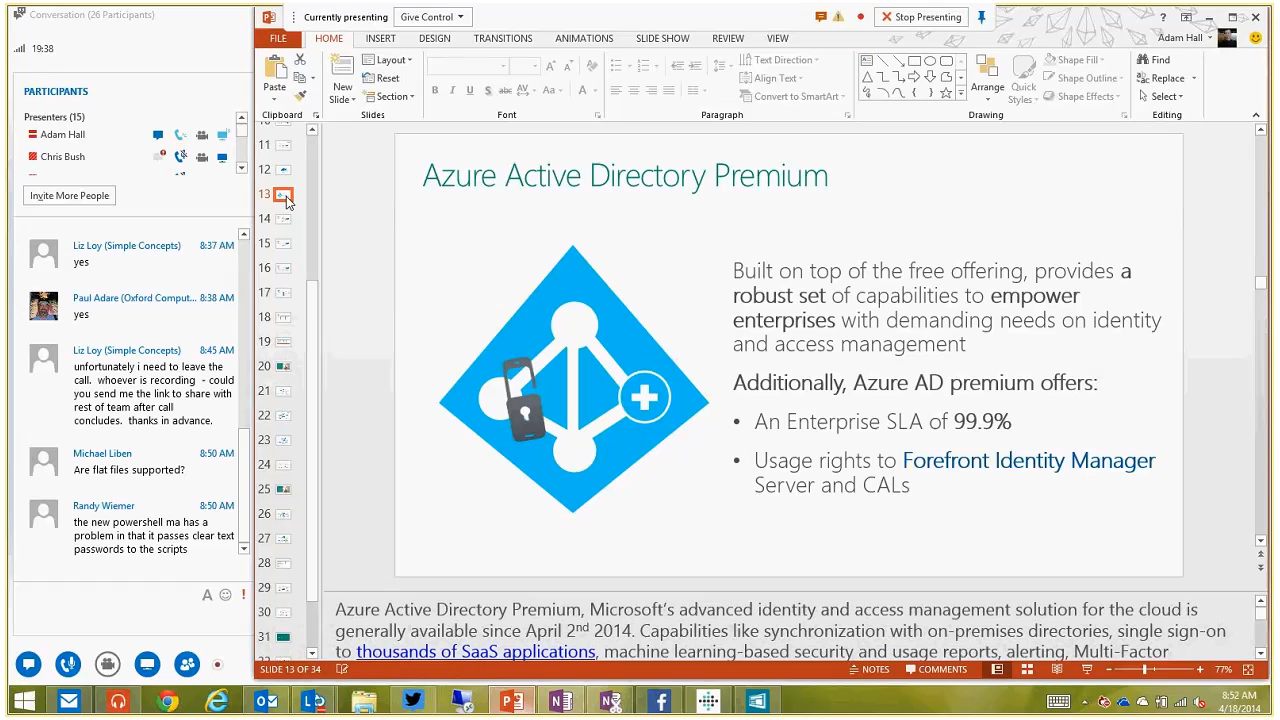 Conversation (26 Participants)
19:38
PARTICIPANTS
Presenters (15)
Adam Hall
Chris Bush
Invite More People
Liz Loy (Simple Concepts) 8:37 AM
yes
Paul Adare (Oxford Comput... 8:38 AM
yes
Liz Loy (Simple Concepts) 8:45 AM
unfortunately i need to leave the
call. whoever is recording - could
you send me the link to share with
rest of team after call
concludes. thanks in advance.
Michael Liben 8:50 AM
Are flat files supported?
Randy Wiemer 8:50 AM
the new powershell ma has a
problem in that it passes clear text
passwords to the scripts
Currently presenting Give Control Stop Presenting
FILE HOME INSERT DESIGN TRANSITIONS ANIMATIONS SLIDE SHOW REVIEW VIEW Adam Hall
Paste
New
Slide
Layout
Reset
Section
Text Direction
Align Text
Convert to SmartArt
Arrange
Quick
Styles
Shape Fill
Shape Outline
Shape Effects
Find
Replace
Select
Clipboard Slides Font Paragraph Drawing Editing
11
12
13
14
15
16
17
18
19
20
21
22
23
24
25
26
27
28
29
30
31
Azure Active Directory Premium
Built on top of the free offering, provides a
robust set of capabilities to empower
enterprises with demanding needs on identity
and access management
Additionally, Azure AD premium offers:
• An Enterprise SLA of 99.9%
• Usage rights to Forefront Identity Manager
Server and CALs
Azure Active Directory Premium, Microsoft's advanced identity and access management solution for the cloud is
generally available since April 2nd 2014. Capabilities like synchronization with on-premises directories, single sign-on
to thousands of SaaS applications, machine learning-based security and usage reports, alerting, Multi-Factor
SLIDE 13 OF 34 NOTES COMMENTS 77%
8:52 AM
4/18/2014